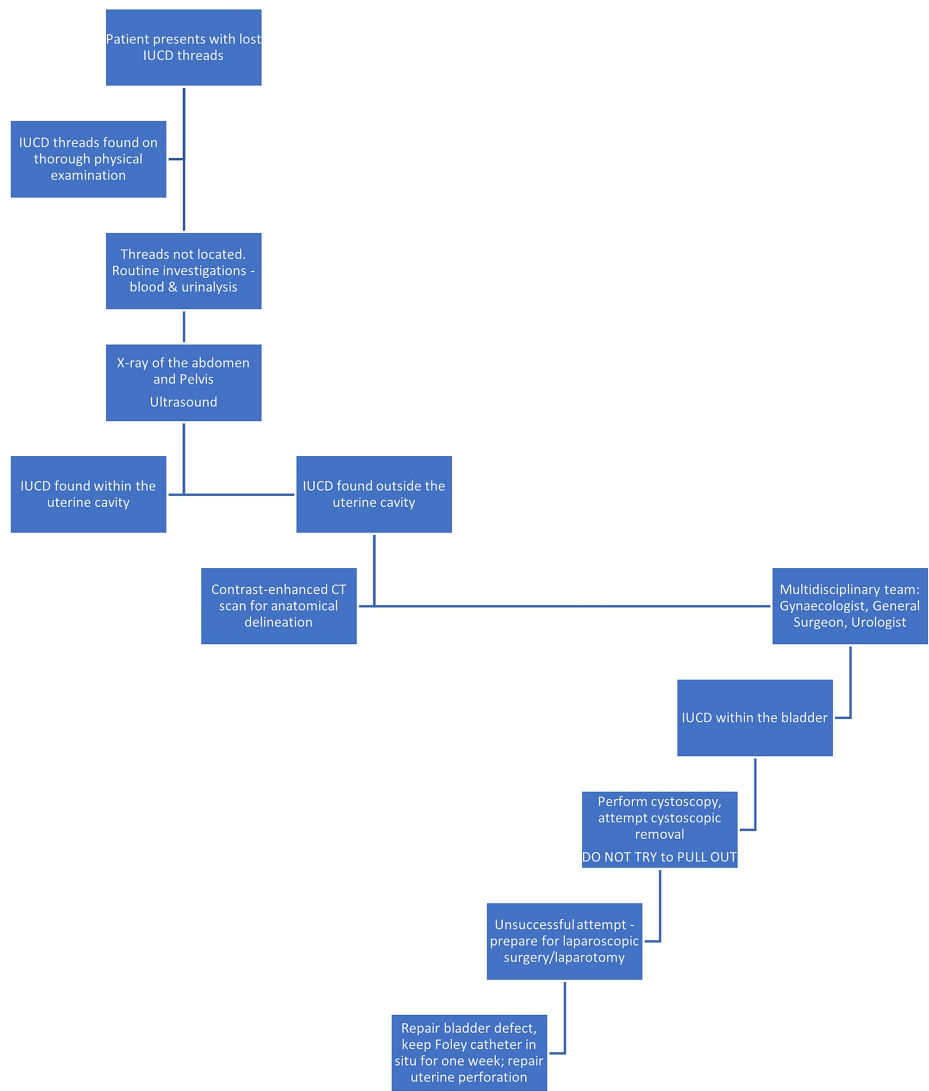 Patient presents with lost
IUCD threads
IUCD threads found on
thorough physical
examination
Threads not located.
Routine investigations -
blood & urinalysis
X-ray of the abdomen
and Pelvis
Ultrasound
IUCD found within the
uterine cavity
IUCD found outside the
uterine cavity
Contrast-enhanced CT
scan for anatomical
delineation
Multidisciplinary team:
Gynaecologist, General
Surgeon, Urologist
IUCD within the bladder
Perform cystoscopy,
attempt cystoscopic
removal
DO NOT TRY to PULL OUT
Unsuccessful attempt -
prepare for laparoscopic
surgery/laparotomy
Repair bladder defect,
keep Foley catheter in
situ for one week; repair
uterine perforation